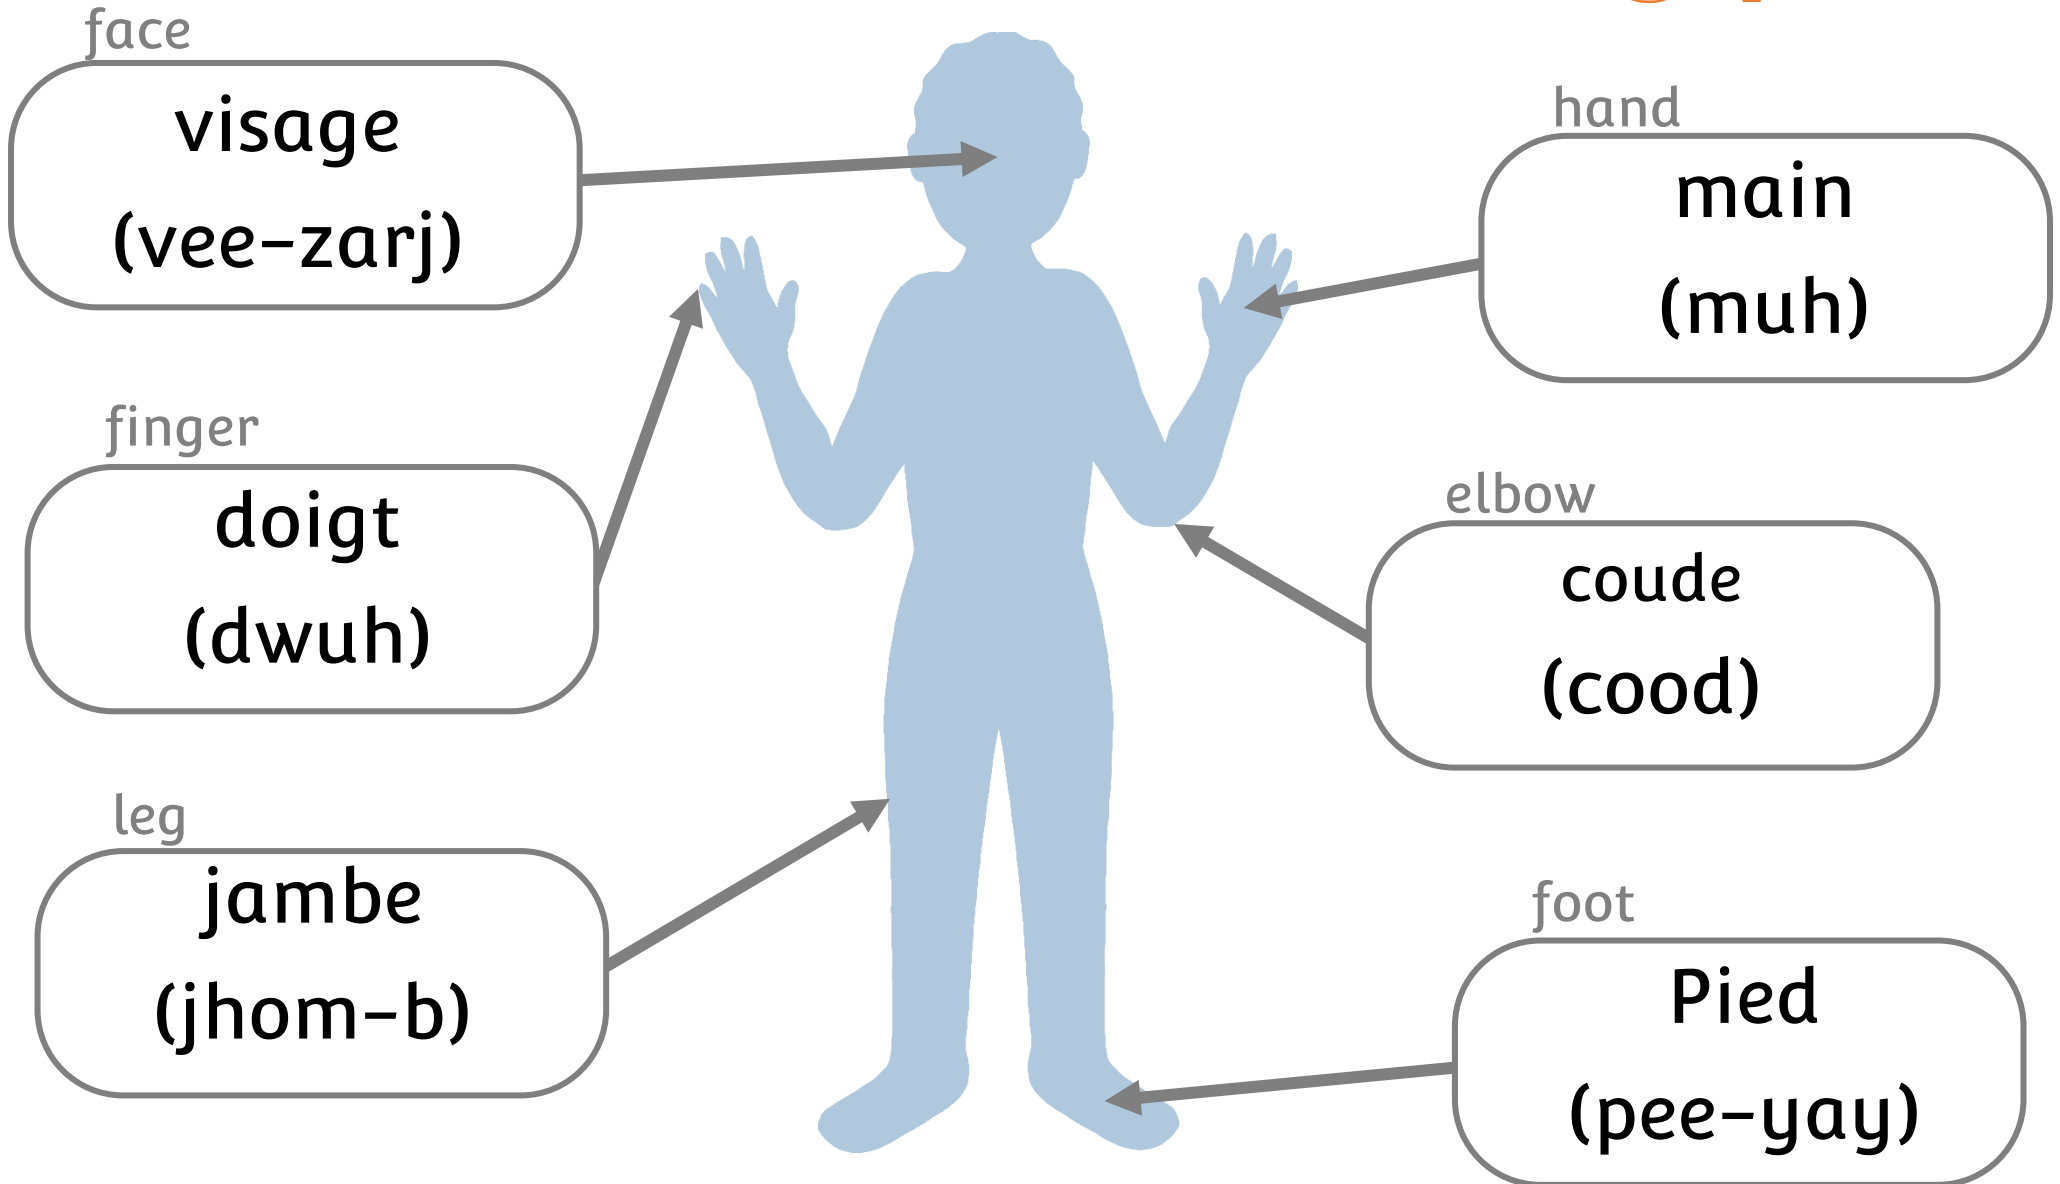 face
visage
(vee-zarj)
finger
doigt
(dwuh)
leg
jambe
(jhom-b)
hand
main
(muh)
elbow
coude
(cood)
foot
Pied
(pee-yay)